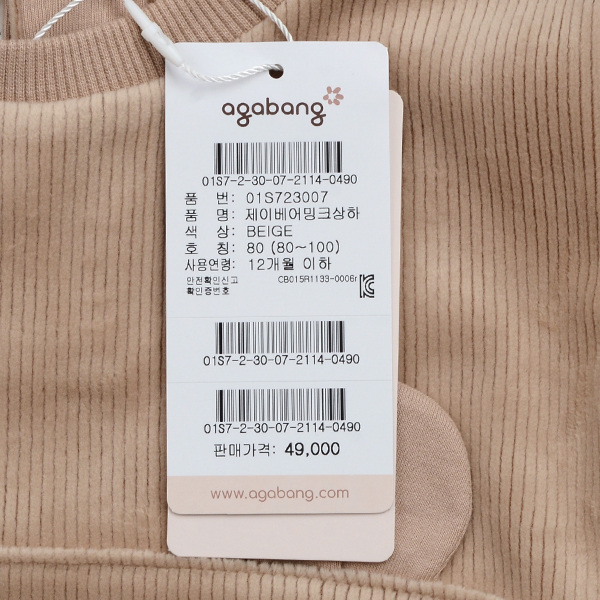 agabang
01S7-2-30-07-2114-0490
품 번: 01S723007
품 명: 제이베어밍크상하
색 상: BEIGE
호 칭: 80 (80~100)
사용연령: 12개월 이하
안전확인신고 CB015R1133-0006r
확인증번호
01S7-2-30-07-2114-0490
01S7-2-30-07-2114-0490
판매가격: 49,000
www.agabang.com